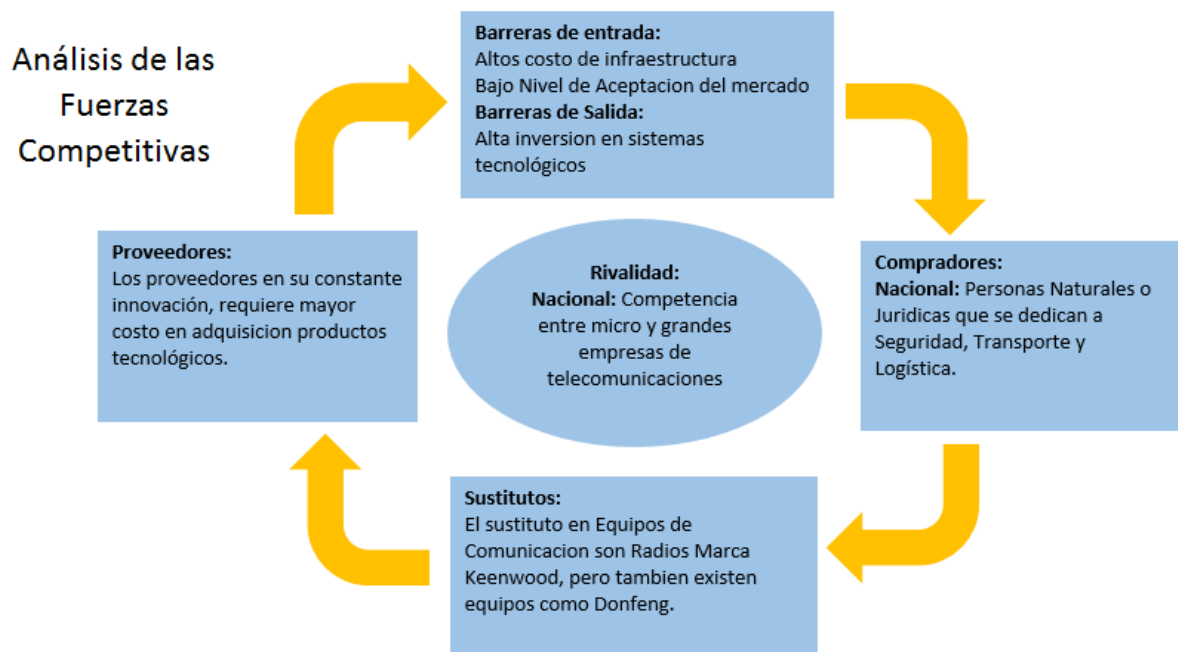 Análisis de las
Fuerzas
Competitivas
Barreras de entrada:
Altos costo de infraestructura
Bajo Nivel de Aceptacion del mercado
Barreras de Salida:
Alta inversion en sistemas
tecnológicos
Proveedores:
Los proveedores en su constante
innovación, requiere mayor
costo en adquisicion productos
tecnológicos.
Rivalidad:
Nacional: Competencia
entre micro y grandes
empresas de
telecomunicaciones
Compradores:
Nacional: Personas Naturales o
Juridicas que se dedican a
Seguridad, Transporte y
Logística.
Sustitutos:
El sustituto en Equipos de
Comunicacion son Radios Marca
Keenwood, pero tambien existen
equipos como Donfeng.